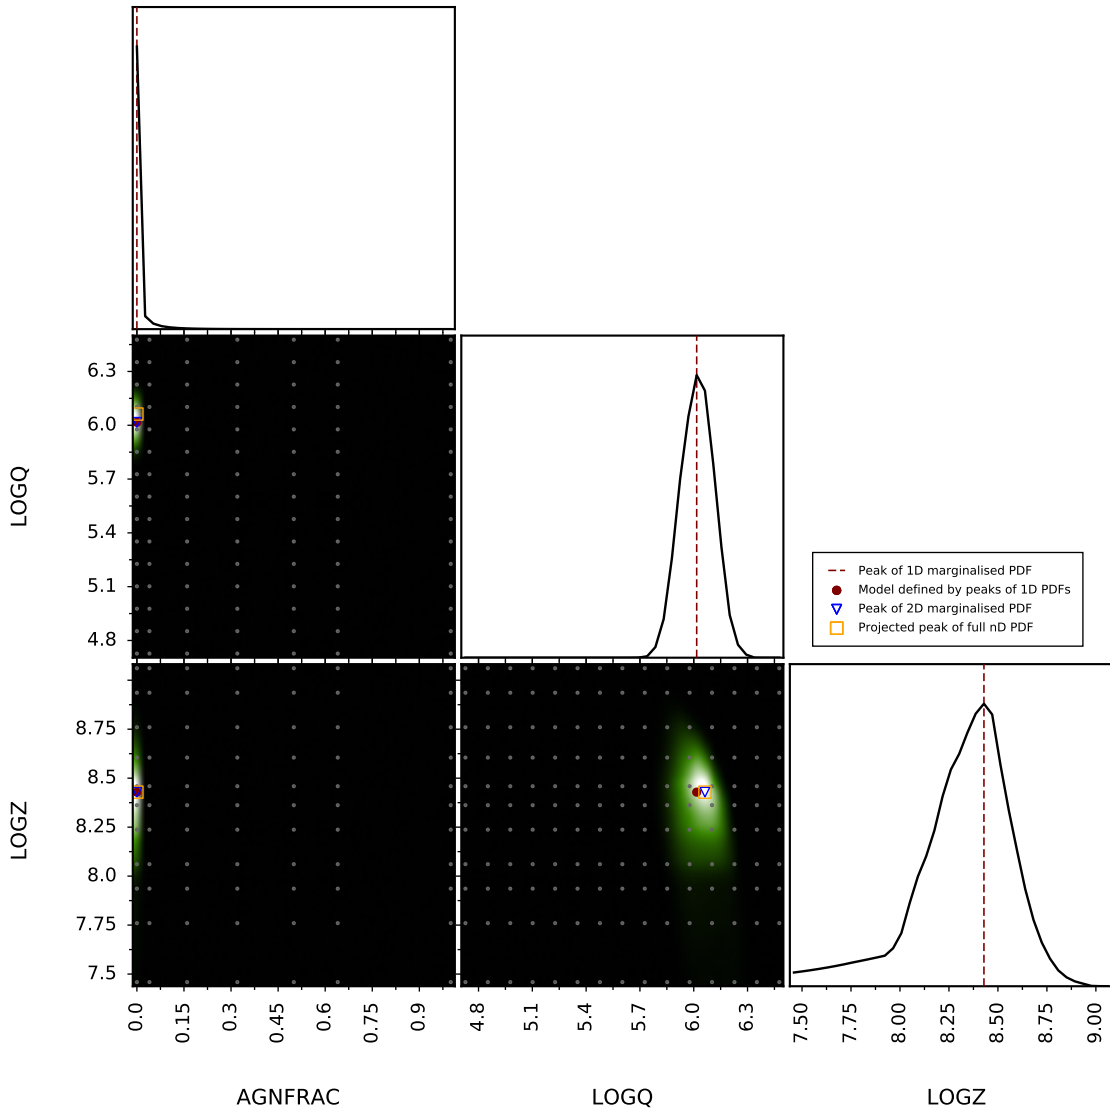 6.3
6.0
5.7
5.4
5.1
4.8
LOGQ
Peak of 1D marginalised PDF
Model defined by peaks of 1D PDFs
Peak of 2D marginalised PDF
Projected peak of full nD PDF
8.75
8.5
8.25
8.0
7.75
7.5
LOGZ
0.0 0.15 0.3 0.45 0.6 0.75 0.9
4.8 5.1 5.4 5.7 6.0 6.3
7.50 7.75 8.00 8.25 8.50 8.75 9.00
AGNFRAC LOGQ LOGZ